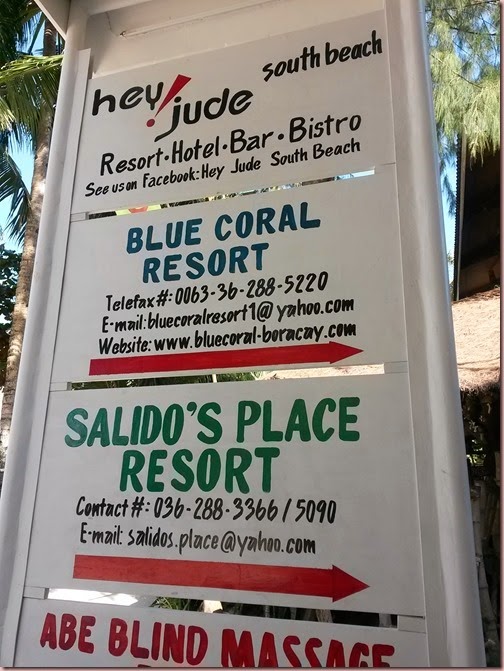 south beach
hey! jude
Resort·Hotel·Bar·Bistro
See us on Facebook: Hey Jude South Beach
BLUE CORAL
RESORT
Telefax#: 0063-36-288-5220
E-mail: bluecoralresort1@yahoo.com
Website: www.bluecoral-boracay.com
SALIDO'S PLACE
RESORT
Contact#: 036-288-3366 / 5090
E-mail: salidos.place@yahoo.com
ABE BLIND MASSAGE